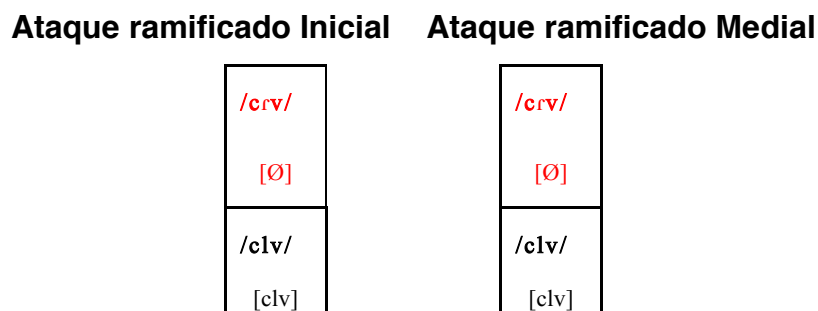 Ataque ramificado Inicial Ataque ramificado Medial
/cɾv/ /cɾv/
[Ø] [Ø]
/clv/ /clv/
[clv] [clv]